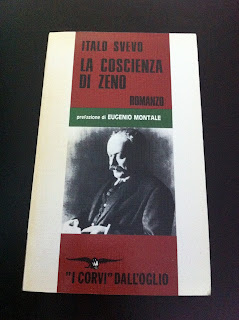 ITALO SVEVO
LA COSCIENZA
DI ZENO
ROMANZO
prefazione di EUGENIO MONTALE
"I CORVI" DALL'OGLIO